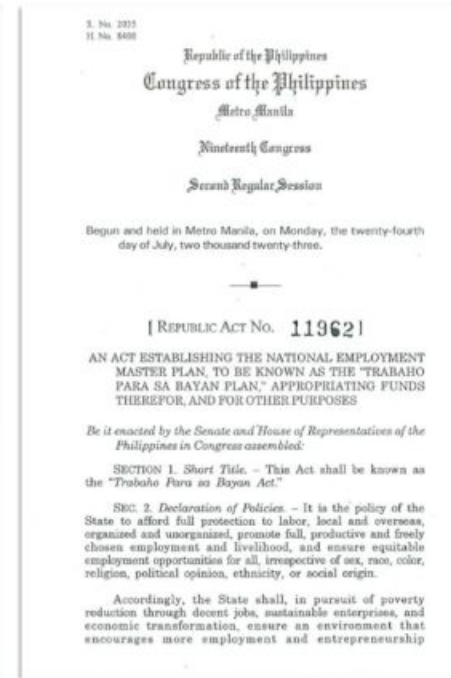 S. No. 2035
H. No. 8400
Republic of the Philippines
Congress of the Philippines
Metro Manila
Nineteenth Congress
Second Regular Session
Begun and held in Metro Manila, on Monday, the twenty-fourth
day of July, two thousand twenty-three.
[ REPUBLIC ACT NO. 11962 ]
AN ACT ESTABLISHING THE NATIONAL EMPLOYMENT
MASTER PLAN, TO BE KNOWN AS THE "TRABAHO
PARA SA BAYAN PLAN," APPROPRIATING FUNDS
THEREFOR, AND FOR OTHER PURPOSES
Be it enacted by the Senate and House of Representatives of the
Philippines in Congress assembled:
SECTION 1. Short Title. – This Act shall be known as
the "Trabaho Para sa Bayan Act."
SEC. 2. Declaration of Policies. – It is the policy of the
State to afford full protection to labor, local and overseas,
organized and unorganized, promote full, productive and freely
chosen employment and livelihood, and ensure equitable
employment opportunities for all, irrespective of sex, race, color,
religion, political opinion, ethnicity, or social origin.
Accordingly, the State shall, in pursuit of poverty
reduction through decent jobs, sustainable enterprises, and
economic transformation, ensure an environment that
encourages more employment and entrepreneurship